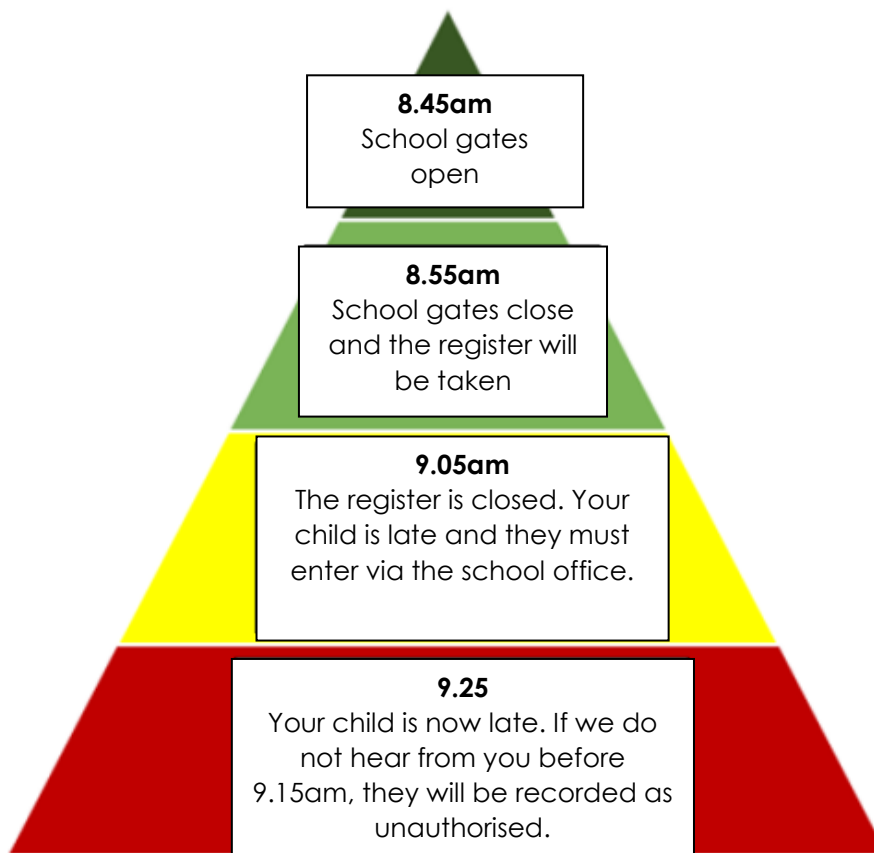 8.45am
School gates
open
8.55am
School gates close
and the register will
be taken
9.05am
The register is closed. Your
child is late and they must
enter via the school office.
9.25
Your child is now late. If we do
not hear from you before
9.15am, they will be recorded as
unauthorised.